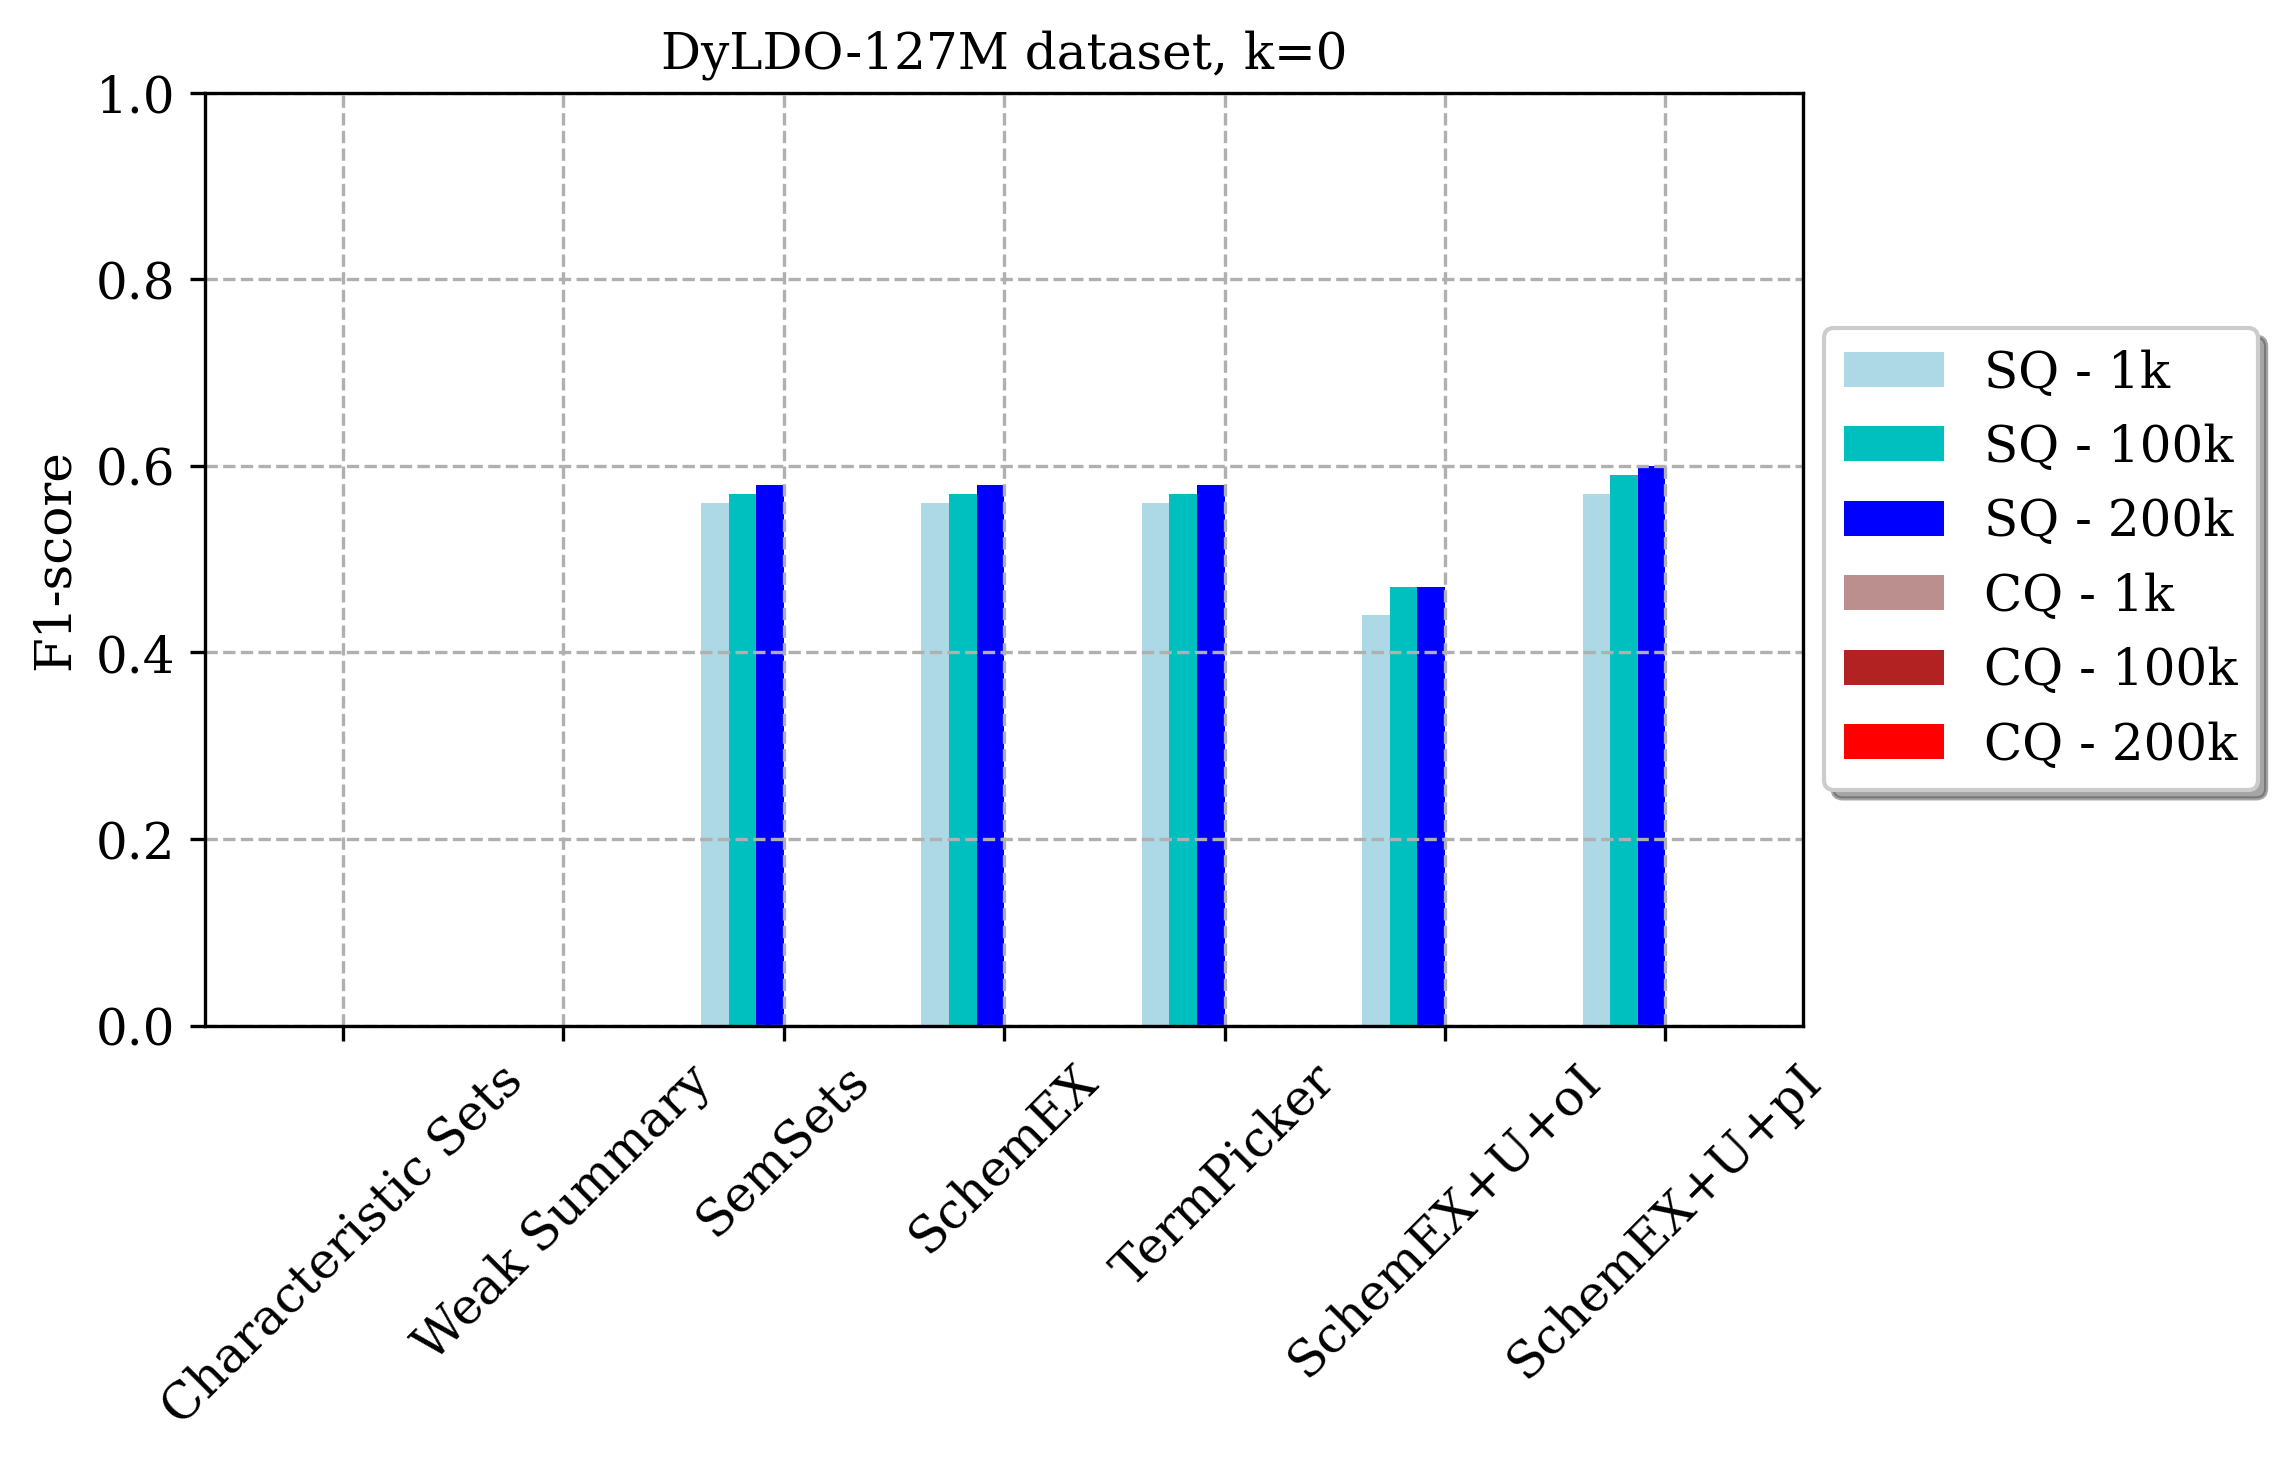 DyLDO-127M dataset, k=0
F1-score
1.0
0.8
0.6
0.4
0.2
0.0
Characteristic Sets
Weak Summary
SemSets
SchemEX
TermPicker
SchemEX+U+oI
SchemEX+U+pI
SQ - 1k
SQ - 100k
SQ - 200k
CQ - 1k
CQ - 100k
CQ - 200k